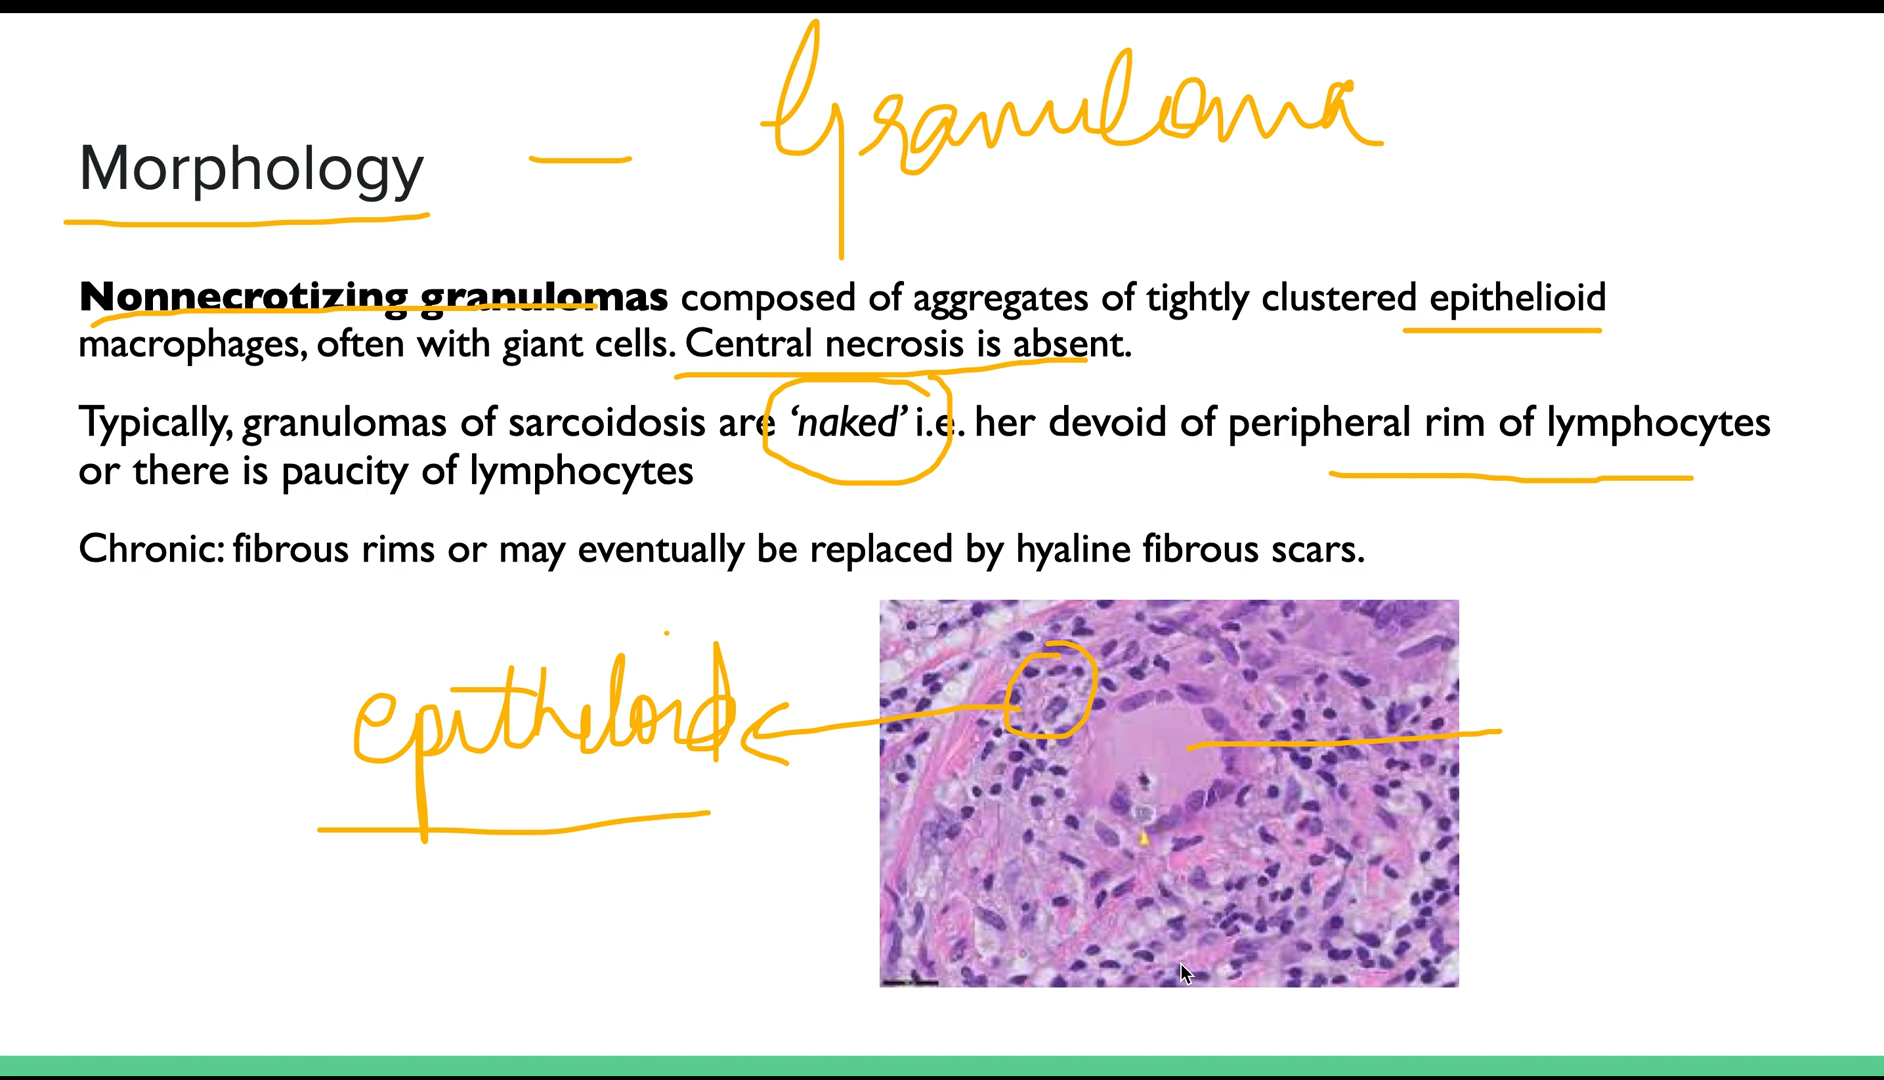 Granuloma
Morphology —
Nonnecrotizing granulomas composed of aggregates of tightly clustered epithelioid
macrophages, often with giant cells. Central necrosis is absent.
Typically, granulomas of sarcoidosis are ‘naked’ i.e. her devoid of peripheral rim of lymphocytes
or there is paucity of lymphocytes
Chronic: fibrous rims or may eventually be replaced by hyaline fibrous scars.
epitheloid